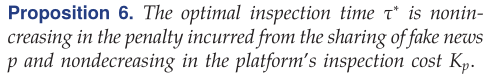 Proposition 6. The optimal inspection time τ* is nonin-
creasing in the penalty incurred from the sharing of fake news
p and nondecreasing in the platform's inspection cost Kp.